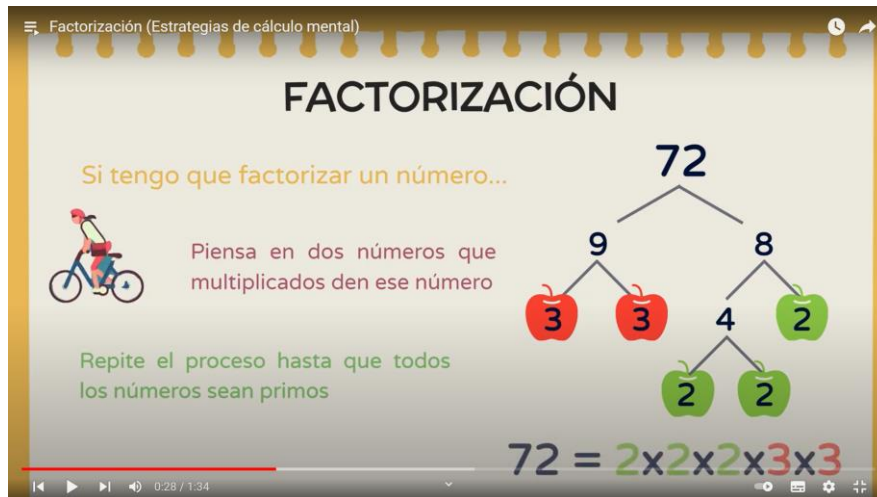 Factorización (Estrategias de cálculo mental)
FACTORIZACIÓN
Si tengo que factorizar un número...
Piensa en dos números que
multiplicados den ese número
Repite el proceso hasta que todos
los números sean primos
72
9 8
3 3 4 2
2 2
72 = 2x2x2x3x3
0:28 / 1:34